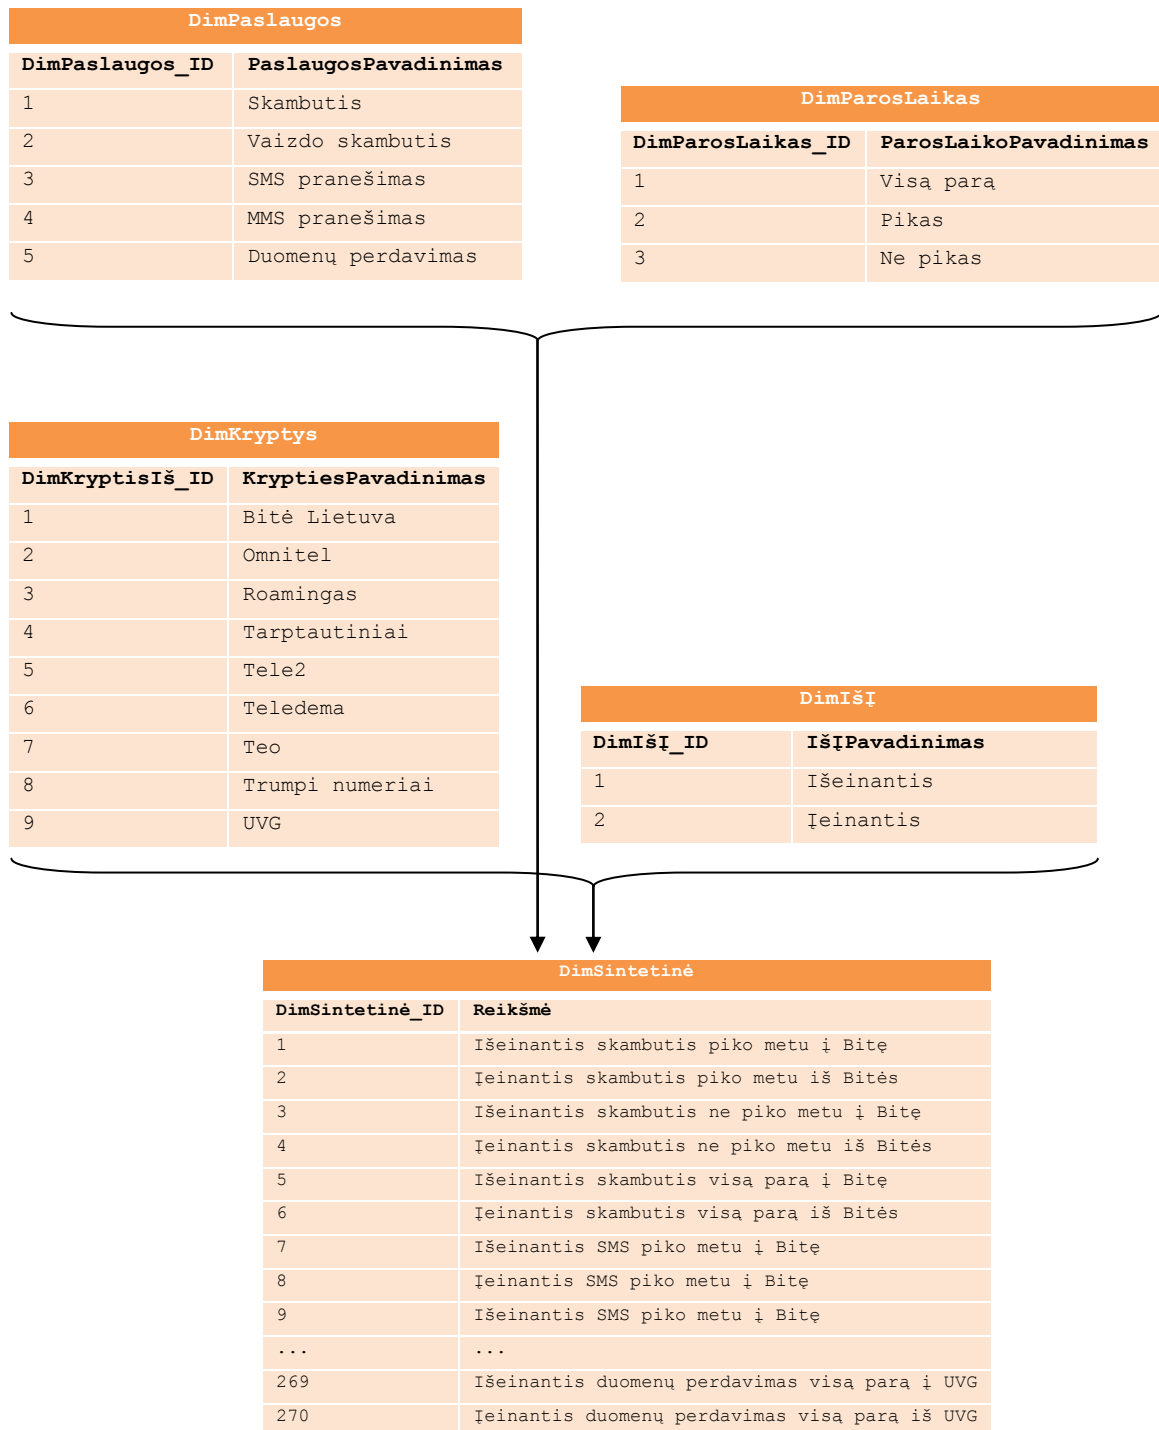 DimPaslaugos
DimPaslaugos_ID PaslaugosPavadinimas
1 Skambutis
2 Vaizdo skambutis
3 SMS pranešimas
4 MMS pranešimas
5 Duomenų perdavimas
DimParosLaikas
DimParosLaikas_ID ParosLaikoPavadinimas
1 Visą parą
2 Pikas
3 Ne pikas
DimKryptys
DimKryptisIš_ID KryptiesPavadinimas
1 Bitė Lietuva
2 Omnitel
3 Roamingas
4 Tarptautiniai
5 Tele2
6 Teledema
7 Teo
8 Trumpi numeriai
9 UVG
DimIšĮ
DimIšĮ_ID IšĮPavadinimas
1 Išeinantis
2 Įeinantis
DimSintetinė
DimSintetinė_ID Reikšmė
1 Išeinantis skambutis piko metu į Bitę
2 Įeinantis skambutis piko metu iš Bitės
3 Išeinantis skambutis ne piko metu į Bitę
4 Įeinantis skambutis ne piko metu iš Bitės
5 Išeinantis skambutis visą parą į Bitę
6 Įeinantis skambutis visą parą iš Bitės
7 Išeinantis SMS piko metu į Bitę
8 Įeinantis SMS piko metu į Bitę
9 Išeinantis SMS piko metu į Bitę
... ...
269 Išeinantis duomenų perdavimas visą parą į UVG
270 Įeinantis duomenų perdavimas visą parą iš UVG